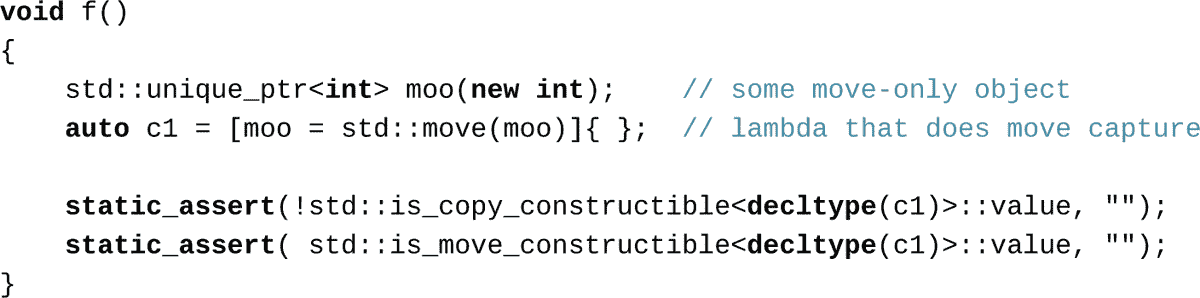 void f()
{
    std::unique_ptr<int> moo(new int);    // some move-only object
    auto c1 = [moo = std::move(moo)]{ };  // lambda that does move capture

    static_assert(!std::is_copy_constructible<decltype(c1)>::value, "");
    static_assert( std::is_move_constructible<decltype(c1)>::value, "");
}